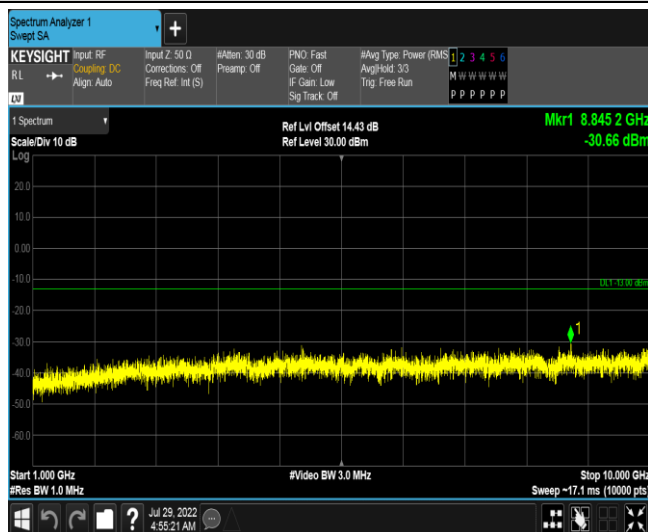 Spectrum Analyzer 1
Swept SA
+
KEYSIGHT Input: RF Input Z: 50 Ω #Atten: 30 dB PNO: Fast #Avg Type: Power (RMS 1 2 3 4 5 6
RL Coupling: DC Corrections: Off Preamp: Off Gate: Off Avg|Hold: 3/3 M W W W W W
Align: Auto Freq Ref: Int (S) IF Gain: Low Trig: Free Run
Sig Track: Off P P P P P P
LXI
1 Spectrum Ref Lvl Offset 14.43 dB Mkr1 8.845 2 GHz
Scale/Div 10 dB Ref Level 30.00 dBm -30.66 dBm
Log
20.0
10.0
0.00
-10.0
DL1 -13.00 dBm
-20.0
1
-30.0
-40.0
-50.0
-60.0
Start 1.000 GHz #Video BW 3.0 MHz Stop 10.000 GHz
#Res BW 1.0 MHz Sweep ~17.1 ms (10000 pts)
? Jul 29, 2022
4:55:21 AM